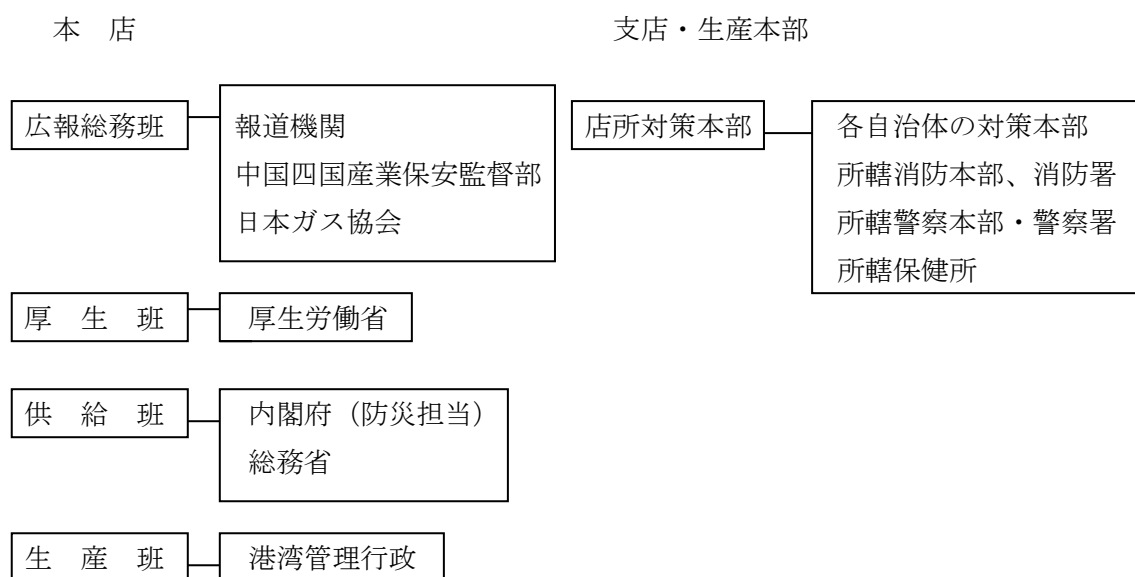 本　店
支店・生産本部
広報総務班
報道機関
中国四国産業保安監督部
日本ガス協会
店所対策本部
各自治体の対策本部
所轄消防本部、消防署
所轄警察本部・警察署
所轄保健所
厚　生　班
厚生労働省
供　給　班
内閣府（防災担当）
総務省
生　産　班
港湾管理行政